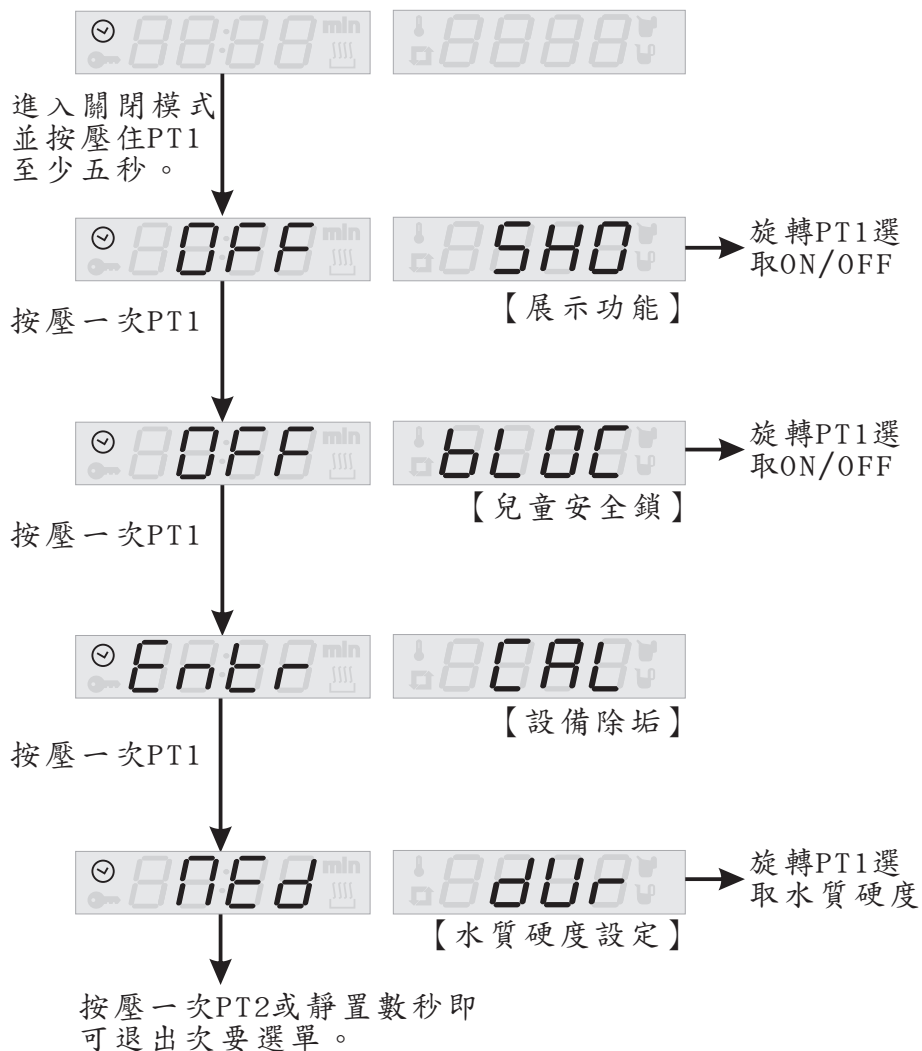 min
進入關閉模式
並按壓住PT1
至少五秒。
OFF min
SHO
旋轉PT1選
取ON/OFF
【展示功能】
按壓一次PT1
OFF min
bLOC
旋轉PT1選
取ON/OFF
【兒童安全鎖】
按壓一次PT1
Entr min
CAL
【設備除垢】
按壓一次PT1
MEd min
dUr
旋轉PT1選
取水質硬度
【水質硬度設定】
按壓一次PT2或靜置數秒即
可退出次要選單。